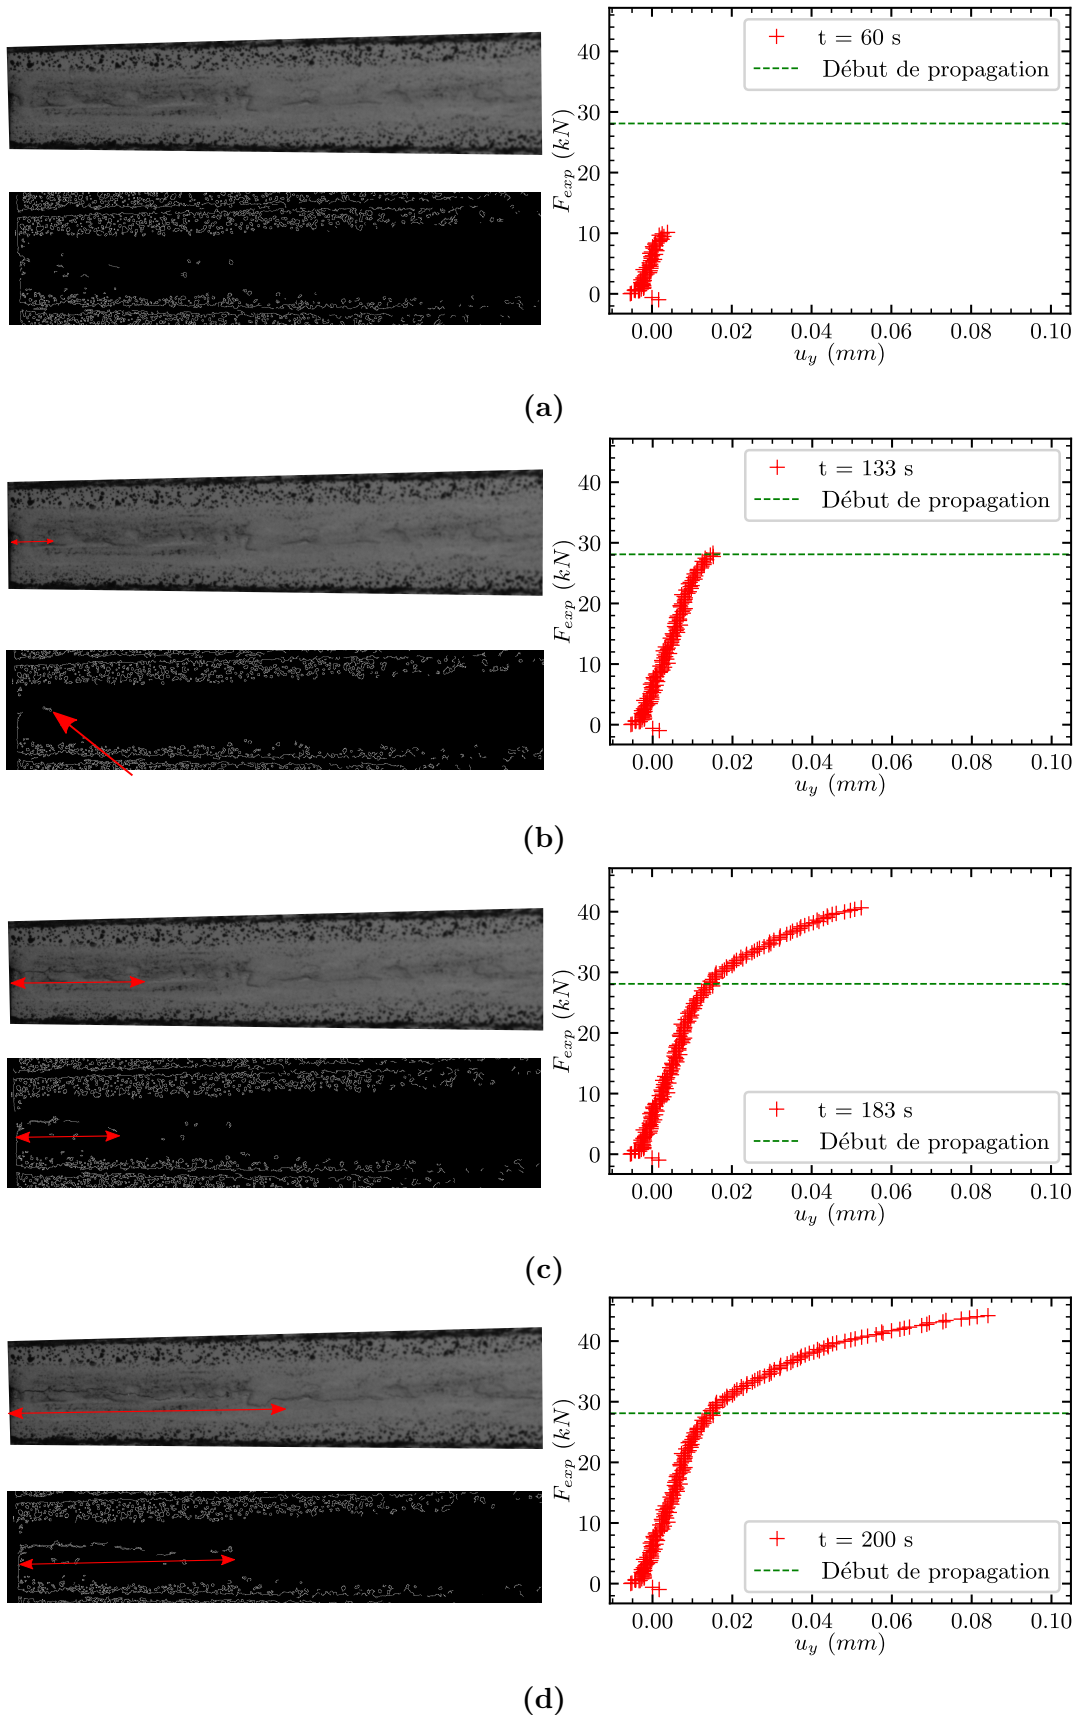 t = 60 s
Début de propagation
F_exp (kN)
40
30
20
10
0
0.00 0.02 0.04 0.06 0.08 0.10
u_y (mm)
(a)
t = 133 s
Début de propagation
F_exp (kN)
40
30
20
10
0
0.00 0.02 0.04 0.06 0.08 0.10
u_y (mm)
(b)
F_exp (kN)
40
30
20
10
0
t = 183 s
Début de propagation
0.00 0.02 0.04 0.06 0.08 0.10
u_y (mm)
(c)
F_exp (kN)
40
30
20
10
0
t = 200 s
Début de propagation
0.00 0.02 0.04 0.06 0.08 0.10
u_y (mm)
(d)